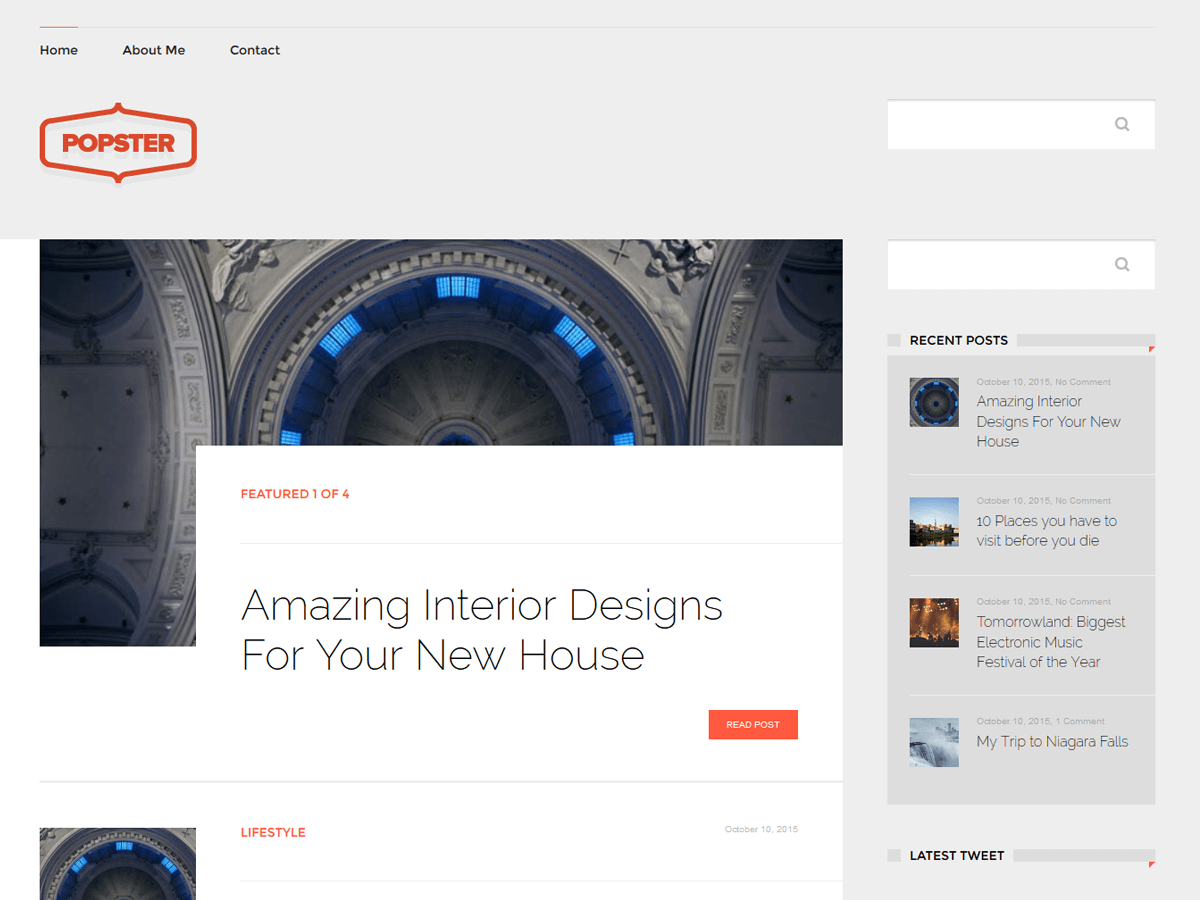 Home About Me Contact
POPSTER
FEATURED 1 OF 4
Amazing Interior Designs
For Your New House
READ POST
LIFESTYLE
October 10, 2015
RECENT POSTS
October 10, 2015, No Comment
Amazing Interior
Designs For Your New
House
October 10, 2015, No Comment
10 Places you have to
visit before you die
October 10, 2015, No Comment
Tomorrowland: Biggest
Electronic Music
Festival of the Year
October 10, 2015, 1 Comment
My Trip to Niagara Falls
LATEST TWEET